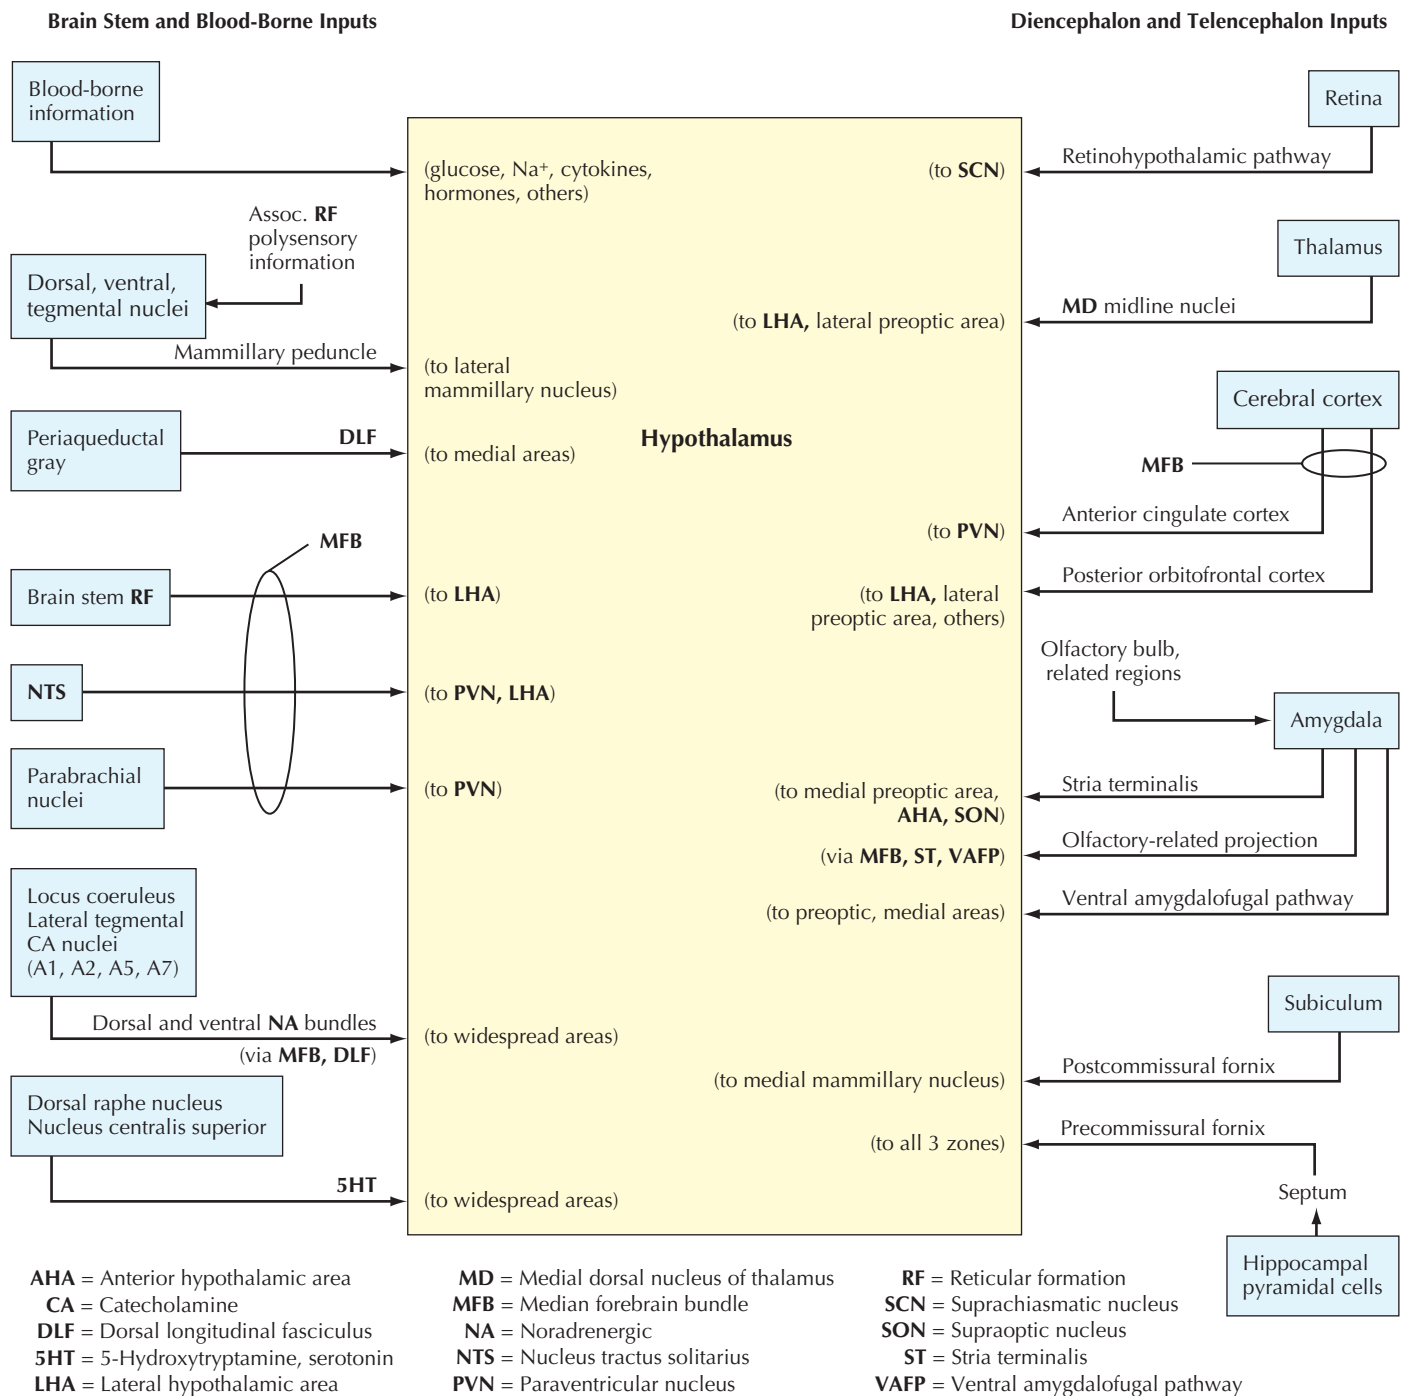 Brain Stem and Blood-Borne Inputs
Diencephalon and Telencephalon Inputs
Blood-borne
information
(glucose, Na+, cytokines,
hormones, others)
Assoc. RF
polysensory
information
Dorsal, ventral,
tegmental nuclei
Mammillary peduncle
(to lateral
mammillary nucleus)
Periaqueductal
gray
DLF
(to medial areas)
MFB
Brain stem RF
(to LHA)
NTS
(to PVN, LHA)
Parabrachial
nuclei
(to PVN)
Locus coeruleus
Lateral tegmental
CA nuclei
(A1, A2, A5, A7)
Dorsal and ventral NA bundles
(via MFB, DLF)
(to widespread areas)
Dorsal raphe nucleus
Nucleus centralis superior
5HT
(to widespread areas)
Hypothalamus
Retina
Retinohypothalamic pathway
(to SCN)
Thalamus
MD midline nuclei
(to LHA, lateral preoptic area)
Cerebral cortex
MFB
Anterior cingulate cortex
(to PVN)
Posterior orbitofrontal cortex
(to LHA, lateral
preoptic area, others)
Olfactory bulb,
related regions
Amygdala
Stria terminalis
(to medial preoptic area,
AHA, SON)
Olfactory-related projection
(via MFB, ST, VAFP)
Ventral amygdalofugal pathway
(to preoptic, medial areas)
Subiculum
Postcommissural fornix
(to medial mammillary nucleus)
Precommissural fornix
(to all 3 zones)
Septum
Hippocampal
pyramidal cells
AHA = Anterior hypothalamic area
CA = Catecholamine
DLF = Dorsal longitudinal fasciculus
5HT = 5-Hydroxytryptamine, serotonin
LHA = Lateral hypothalamic area
MD = Medial dorsal nucleus of thalamus
MFB = Median forebrain bundle
NA = Noradrenergic
NTS = Nucleus tractus solitarius
PVN = Paraventricular nucleus
RF = Reticular formation
SCN = Suprachiasmatic nucleus
SON = Supraoptic nucleus
ST = Stria terminalis
VAFP = Ventral amygdalofugal pathway